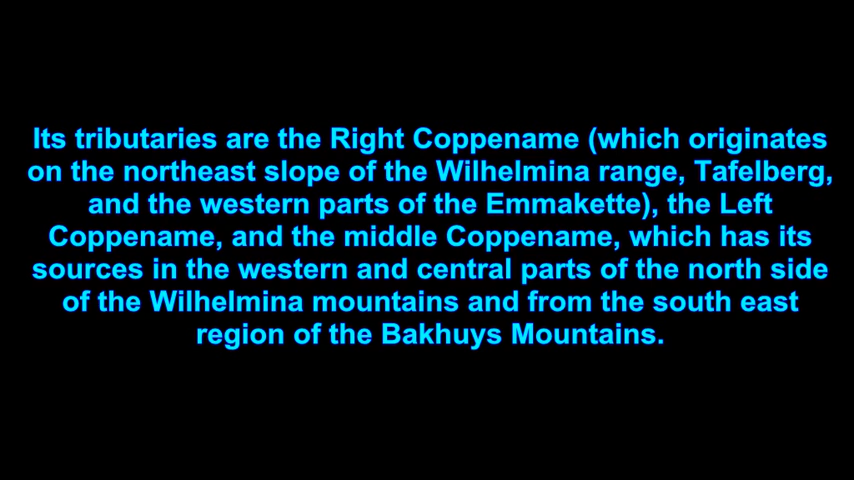 Its tributaries are the Right Coppename (which originates
on the northeast slope of the Wilhelmina range, Tafelberg,
and the western parts of the Emmakette), the Left
Coppename, and the middle Coppename, which has its
sources in the western and central parts of the north side
of the Wilhelmina mountains and from the south east
region of the Bakhuys Mountains.